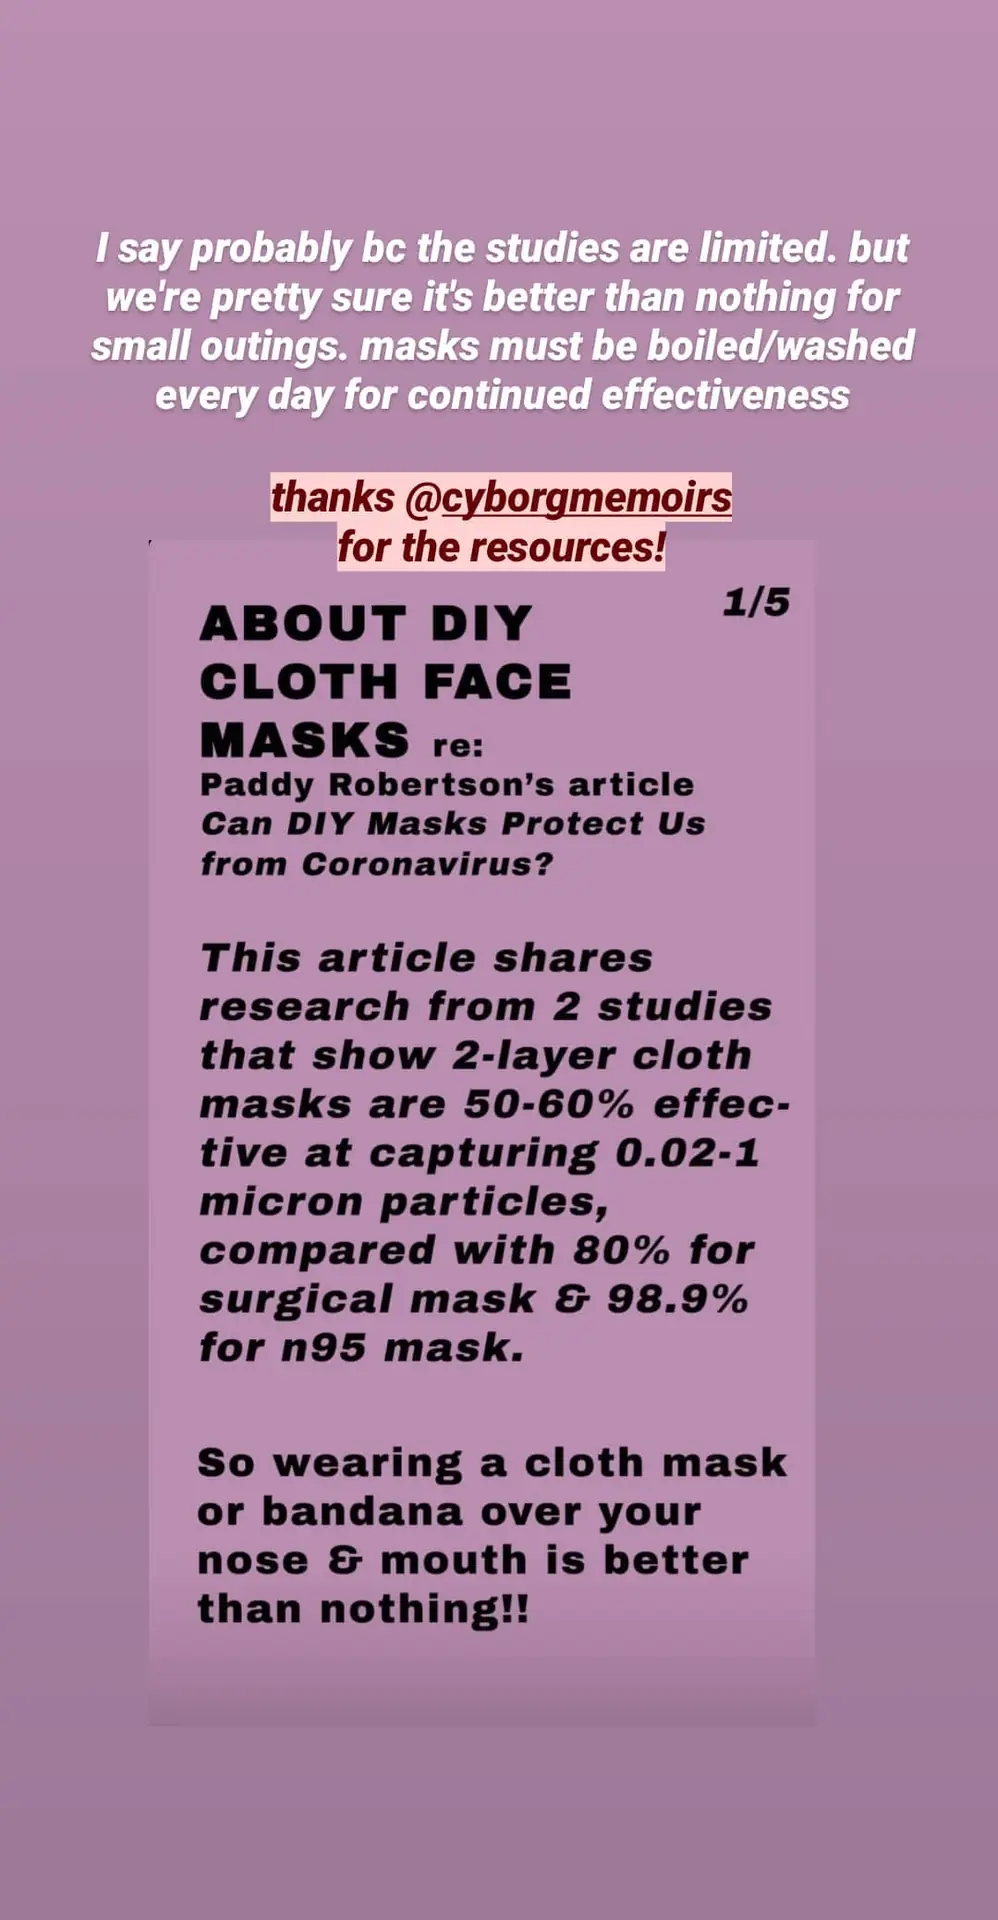 I say probably bc the studies are limited. but
we're pretty sure it's better than nothing for
small outings. masks must be boiled/washed
every day for continued effectiveness
thanks @cyborgmemoirs
for the resources!
1/5
ABOUT DIY
CLOTH FACE
MASKS re:
Paddy Robertson’s article
Can DIY Masks Protect Us
from Coronavirus?
This article shares
research from 2 studies
that show 2-layer cloth
masks are 50-60% effec-
tive at capturing 0.02-1
micron particles,
compared with 80% for
surgical mask & 98.9%
for n95 mask.
So wearing a cloth mask
or bandana over your
nose & mouth is better
than nothing!!